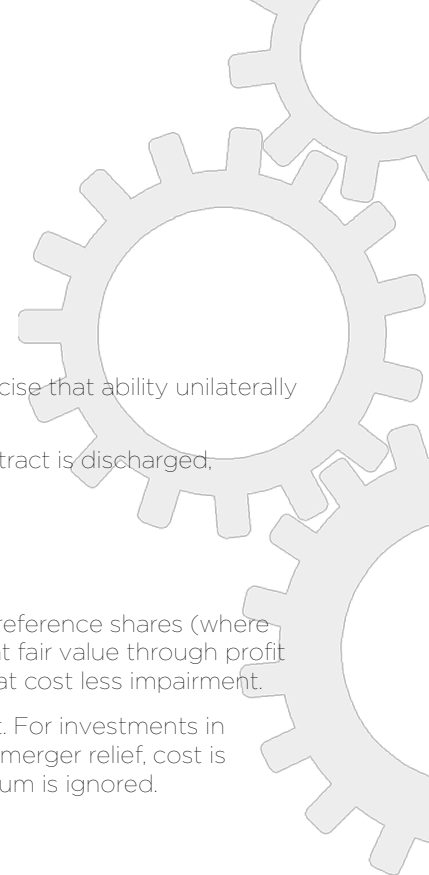 cise that ability unilaterally
tract is discharged,
reference shares (where
t fair value through profit
at cost less impairment.
. For investments in
merger relief, cost is
um is ignored.